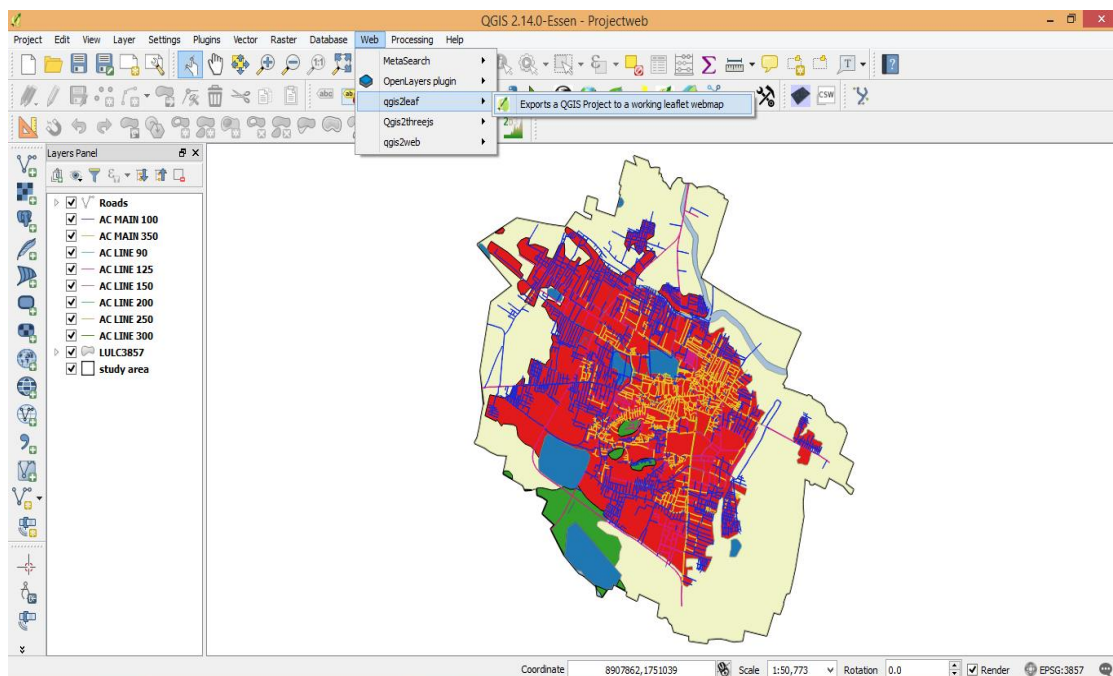 QGIS 2.14.0-Essen - Projectweb
Project Edit View Layer Settings Plugins Vector Raster Database Web Processing Help
MetaSearch
OpenLayers plugin
qgis2leaf
Exports a QGIS Project to a working leaflet webmap
Qgis2threejs
qgis2web
abc
CSW
Layers Panel
Roads
AC MAIN 100
AC MAIN 350
AC LINE 90
AC LINE 125
AC LINE 150
AC LINE 200
AC LINE 250
AC LINE 300
LULC3857
study area
Coordinate 8907862,1751039 Scale 1:50,773 Rotation 0.0 Render EPSG:3857